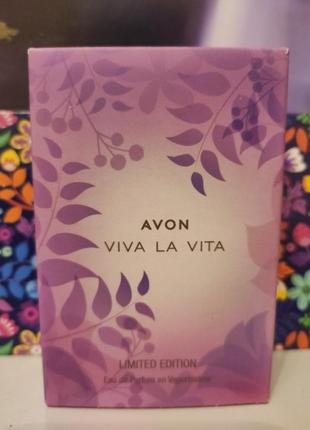 AVON
VIVA LA VITA
LIMITED EDITION
Eau de Parfum en Vaporisateur